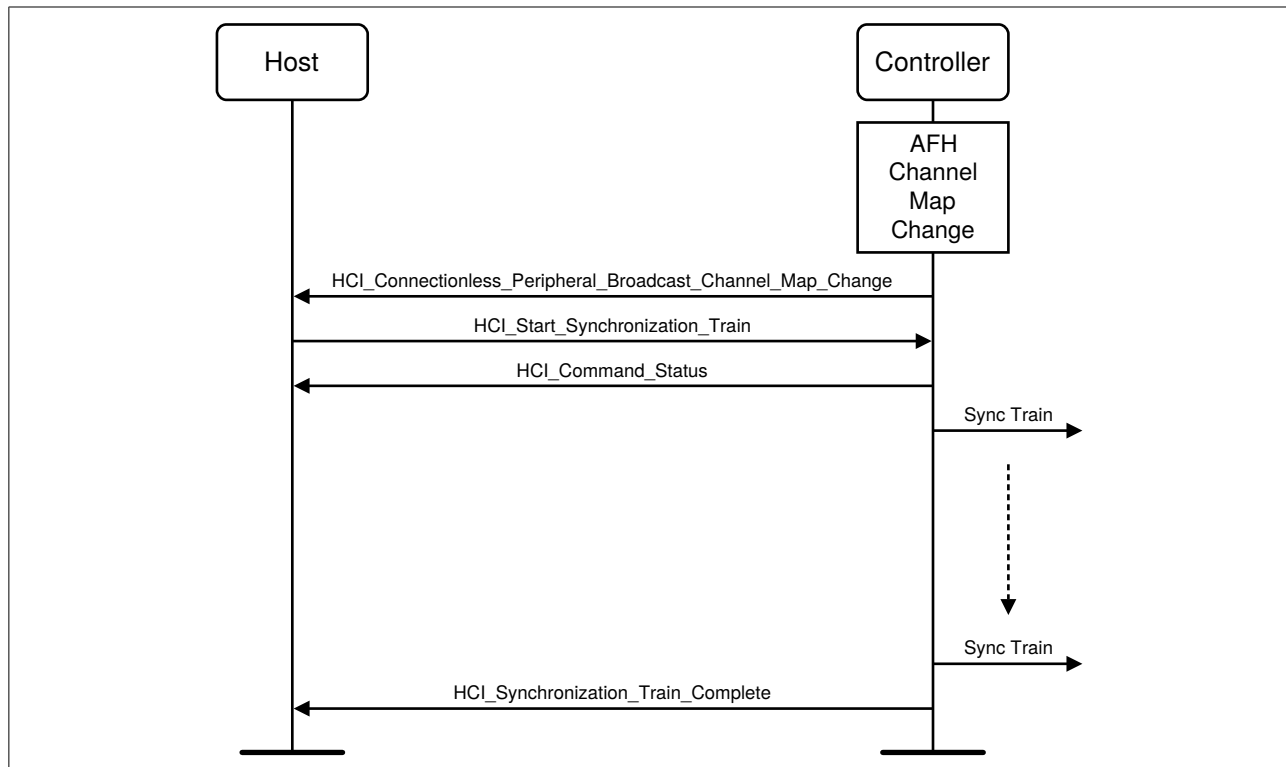 Host
Controller
AFH
Channel
Map
Change
HCI_Connectionless_Peripheral_Broadcast_Channel_Map_Change
HCI_Start_Synchronization_Train
HCI_Command_Status
Sync Train
Sync Train
HCI_Synchronization_Train_Complete